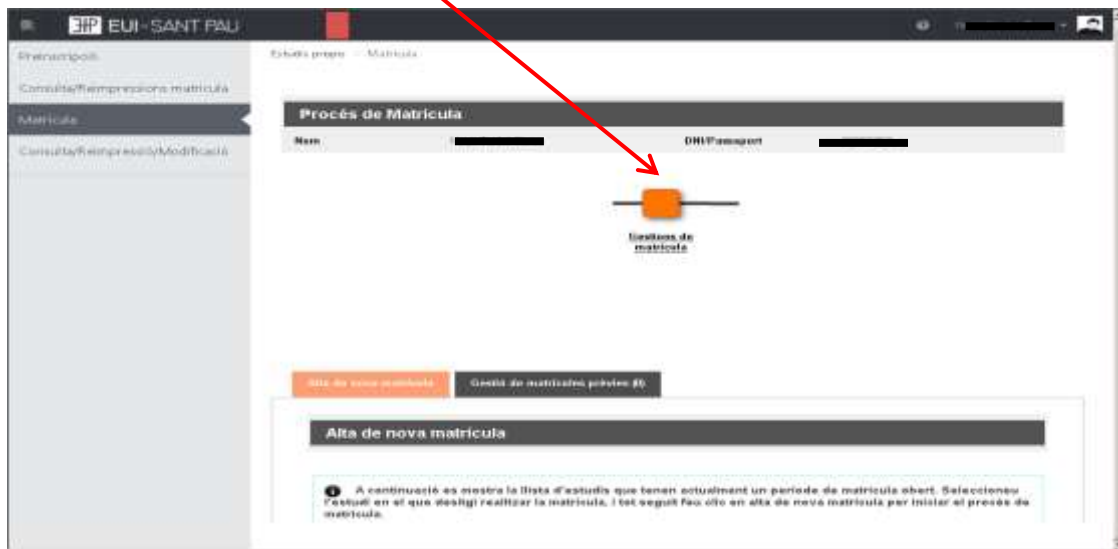 EUI-SANT PAU
Preinscripció
Estudis propis - Matrícula
Consulta/Reimpressions matrícula
Matrícula
Procés de Matrícula
Nom
DNI/Passaport
Consulta/Reimpressió/Modificació
Gestions de
matrícula
Alta de nova matrícula
Gestió de matrícules prèvies (0)
Alta de nova matrícula
A continuació es mostra la llista d'estudis que tenen actualment un període de matrícula obert. Seleccioneu
l'estudi en el que desitgi realitzar la matrícula, i tot seguit feu clic en alta de nova matrícula per iniciar el procés de
matrícula.